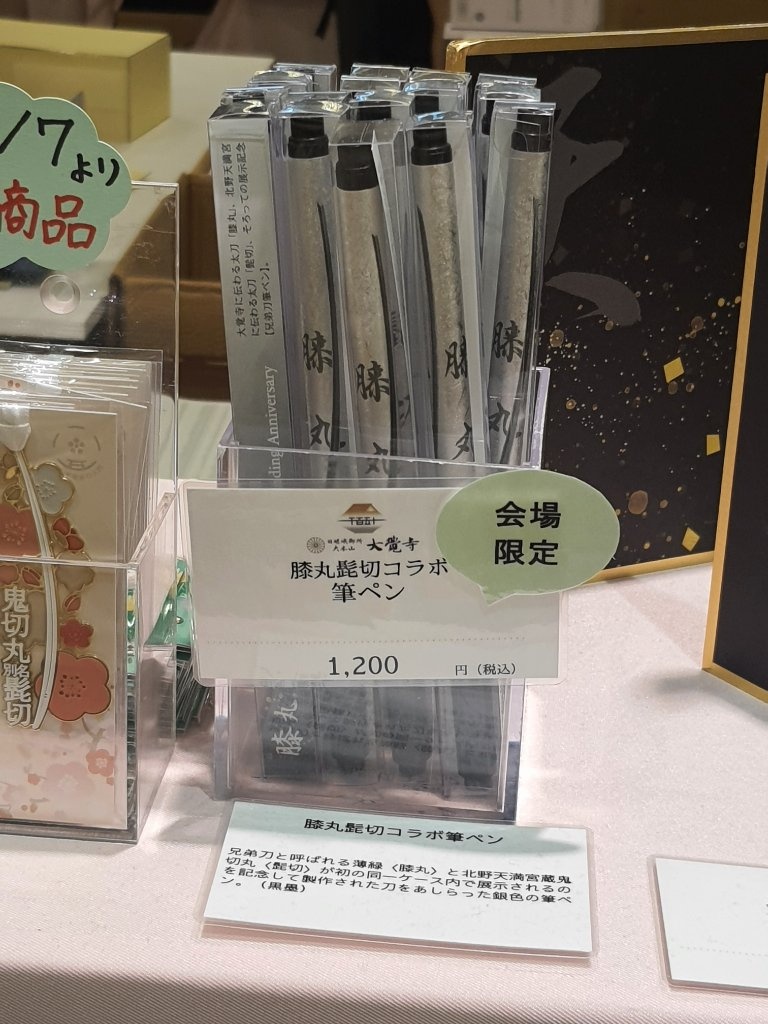 /7より
商品
大覚寺に伝わる太刀「膝丸」、北野天満宮
に伝わる太刀「髭切」、そろっての展示記念
【兄弟刀筆ペン】。
ding Anniversary
膝丸
膝丸
膝丸
膝丸
鬼切丸
別名
髭切
旧嵯峨御所
大本山
大覺寺
膝丸髭切コラボ
筆ペン
会場
限定
1,200 円（税込）
膝丸
膝丸髭切コラボ筆ペン
兄弟刀と呼ばれる薄緑〈膝丸〉と北野天満宮蔵鬼
切丸〈髭切〉が初の同一ケース内で展示されるの
を記念して製作された刀をあしらった銀色の筆ペ
ン。（黒墨）